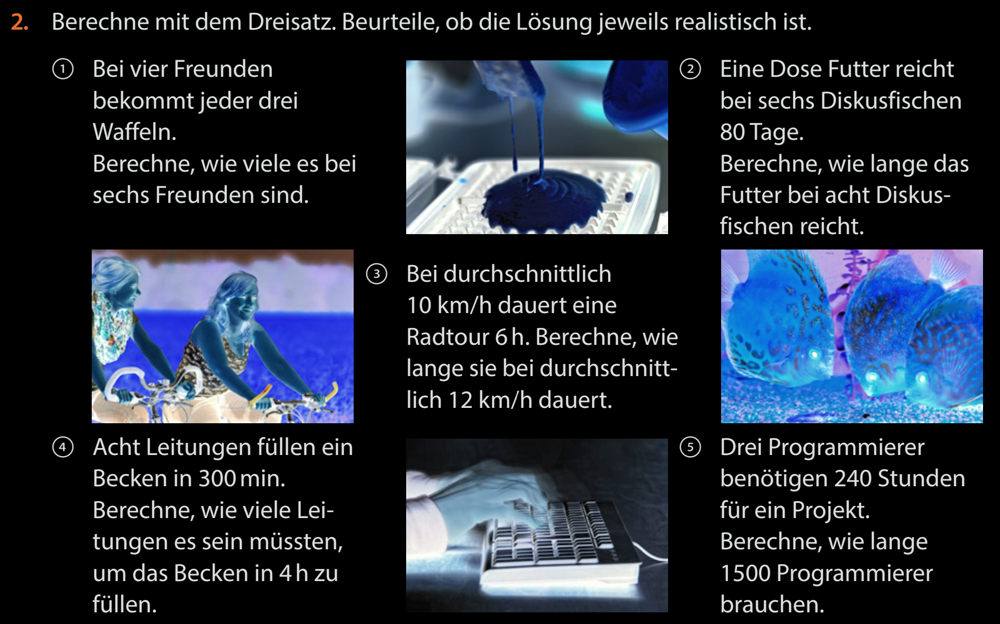 2. Berechne mit dem Dreisatz. Beurteile, ob die Lösung jeweils realistisch ist.
① Bei vier Freunden
bekommt jeder drei
Waffeln.
Berechne, wie viele es bei
sechs Freunden sind.
② Eine Dose Futter reicht
bei sechs Diskusfischen
80 Tage.
Berechne, wie lange das
Futter bei acht Diskus-
fischen reicht.
③ Bei durchschnittlich
10 km/h dauert eine
Radtour 6 h. Berechne, wie
lange sie bei durchschnitt-
lich 12 km/h dauert.
④ Acht Leitungen füllen ein
Becken in 300 min.
Berechne, wie viele Lei-
tungen es sein müssten,
um das Becken in 4 h zu
füllen.
⑤ Drei Programmierer
benötigen 240 Stunden
für ein Projekt.
Berechne, wie lange
1500 Programmierer
brauchen.